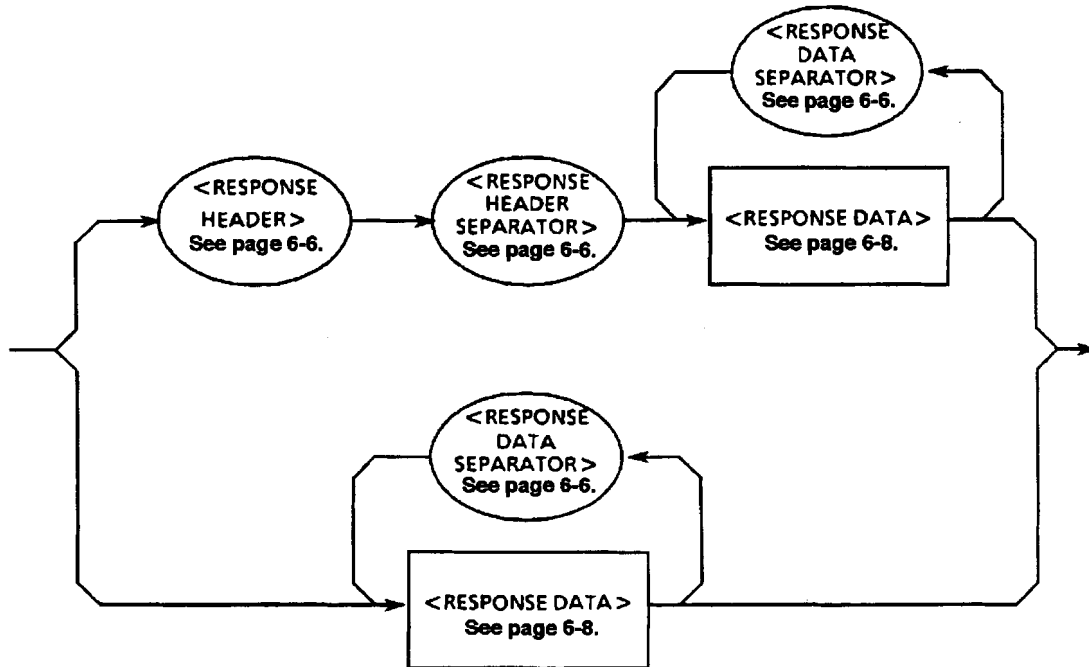 <RESPONSE
DATA
SEPARATOR>
See page 6-6.
<RESPONSE
HEADER>
See page 6-6.
<RESPONSE
HEADER
SEPARATOR>
See page 6-6.
<RESPONSE DATA>
See page 6-8.
<RESPONSE
DATA
SEPARATOR>
See page 6-6.
<RESPONSE DATA>
See page 6-8.